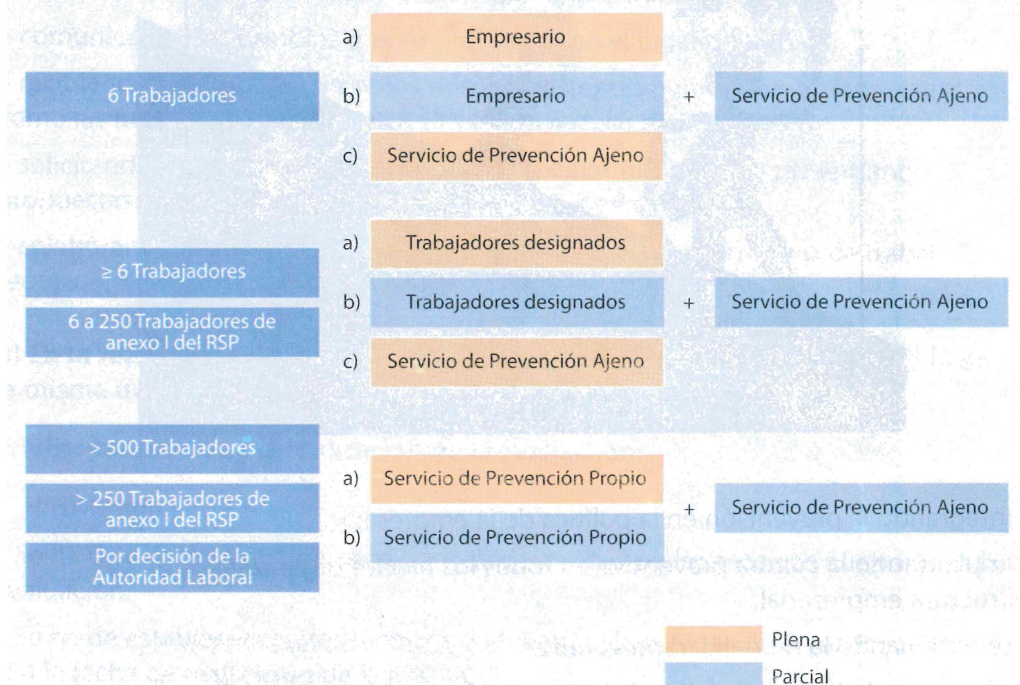 a) Empresario
6 Trabajadores b) Empresario + Servicio de Prevención Ajeno
c) Servicio de Prevención Ajeno
a) Trabajadores designados
≥ 6 Trabajadores
b) Trabajadores designados + Servicio de Prevención Ajeno
6 a 250 Trabajadores de
anexo I del RSP
c) Servicio de Prevención Ajeno
> 500 Trabajadores
a) Servicio de Prevención Propio
> 250 Trabajadores de
anexo I del RSP
+ Servicio de Prevención Ajeno
b) Servicio de Prevención Propio
Por decisión de la
Autoridad Laboral
Plena
Parcial